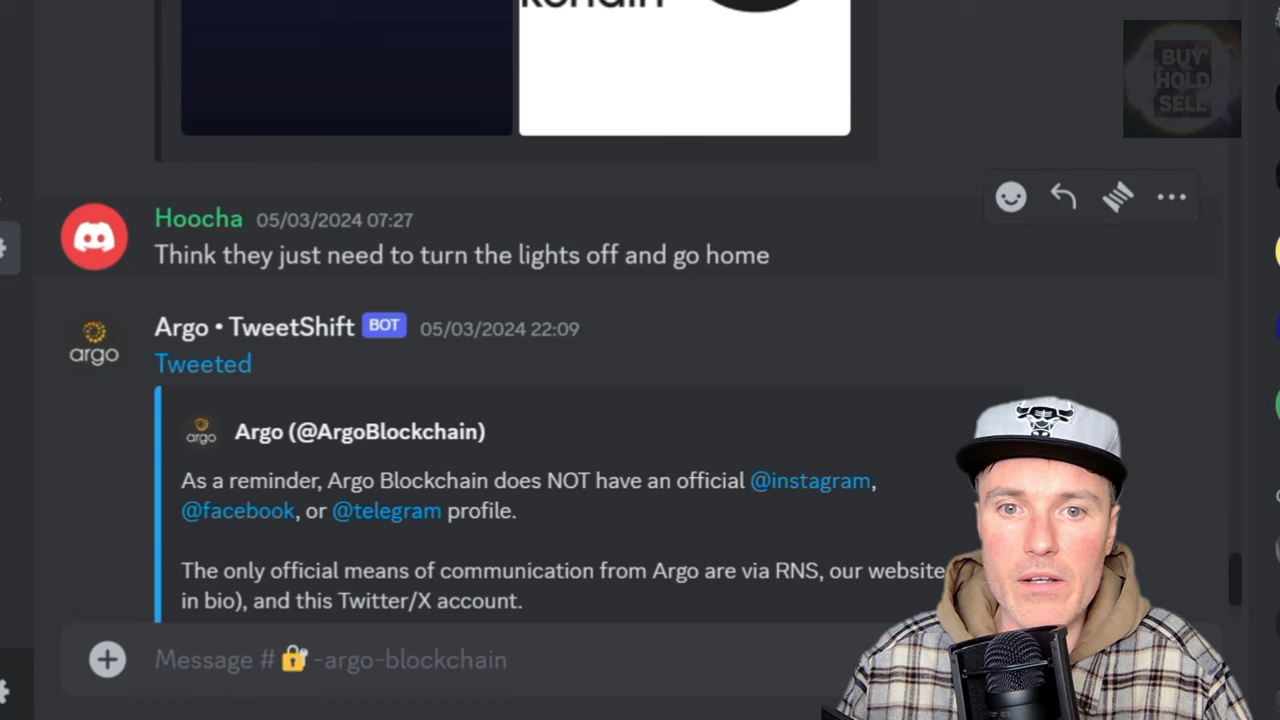 BUY
HOLD
SELL
Hoocha 05/03/2024 07:27
Think they just need to turn the lights off and go home
Argo • TweetShift BOT 05/03/2024 22:09
argo
Tweeted
argo
Argo (@ArgoBlockchain)
As a reminder, Argo Blockchain does NOT have an official @instagram,
@facebook, or @telegram profile.
The only official means of communication from Argo are via RNS, our website
in bio), and this Twitter/X account.
Message # -argo-blockchain